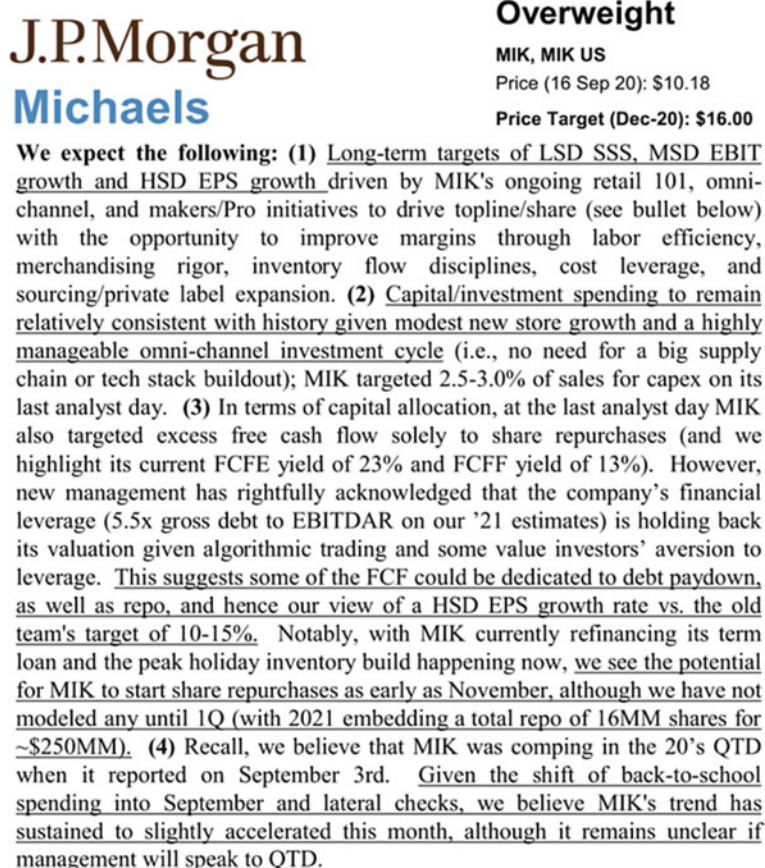 J.P.Morgan
Michaels
Overweight
MIK, MIK US
Price (16 Sep 20): $10.18
Price Target (Dec-20): $16.00
We expect the following: (1) Long-term targets of LSD SSS, MSD EBIT
growth and HSD EPS growth driven by MIK's ongoing retail 101, omni-
channel, and makers/Pro initiatives to drive topline/share (see bullet below)
with the opportunity to improve margins through labor efficiency,
merchandising rigor, inventory flow disciplines, cost leverage, and
sourcing/private label expansion. (2) Capital/investment spending to remain
relatively consistent with history given modest new store growth and a highly
manageable omni-channel investment cycle (i.e., no need for a big supply
chain or tech stack buildout); MIK targeted 2.5-3.0% of sales for capex on its
last analyst day. (3) In terms of capital allocation, at the last analyst day MIK
also targeted excess free cash flow solely to share repurchases (and we
highlight its current FCFE yield of 23% and FCFF yield of 13%). However,
new management has rightfully acknowledged that the company's financial
leverage (5.5x gross debt to EBITDAR on our '21 estimates) is holding back
its valuation given algorithmic trading and some value investors' aversion to
leverage. This suggests some of the FCF could be dedicated to debt paydown,
as well as repo, and hence our view of a HSD EPS growth rate vs. the old
team's target of 10-15%. Notably, with MIK currently refinancing its term
loan and the peak holiday inventory build happening now, we see the potential
for MIK to start share repurchases as early as November, although we have not
modeled any until 1Q (with 2021 embedding a total repo of 16MM shares for
~$250MM). (4) Recall, we believe that MIK was comping in the 20's QTD
when it reported on September 3rd. Given the shift of back-to-school
spending into September and lateral checks, we believe MIK's trend has
sustained to slightly accelerated this month, although it remains unclear if
management will speak to QTD.